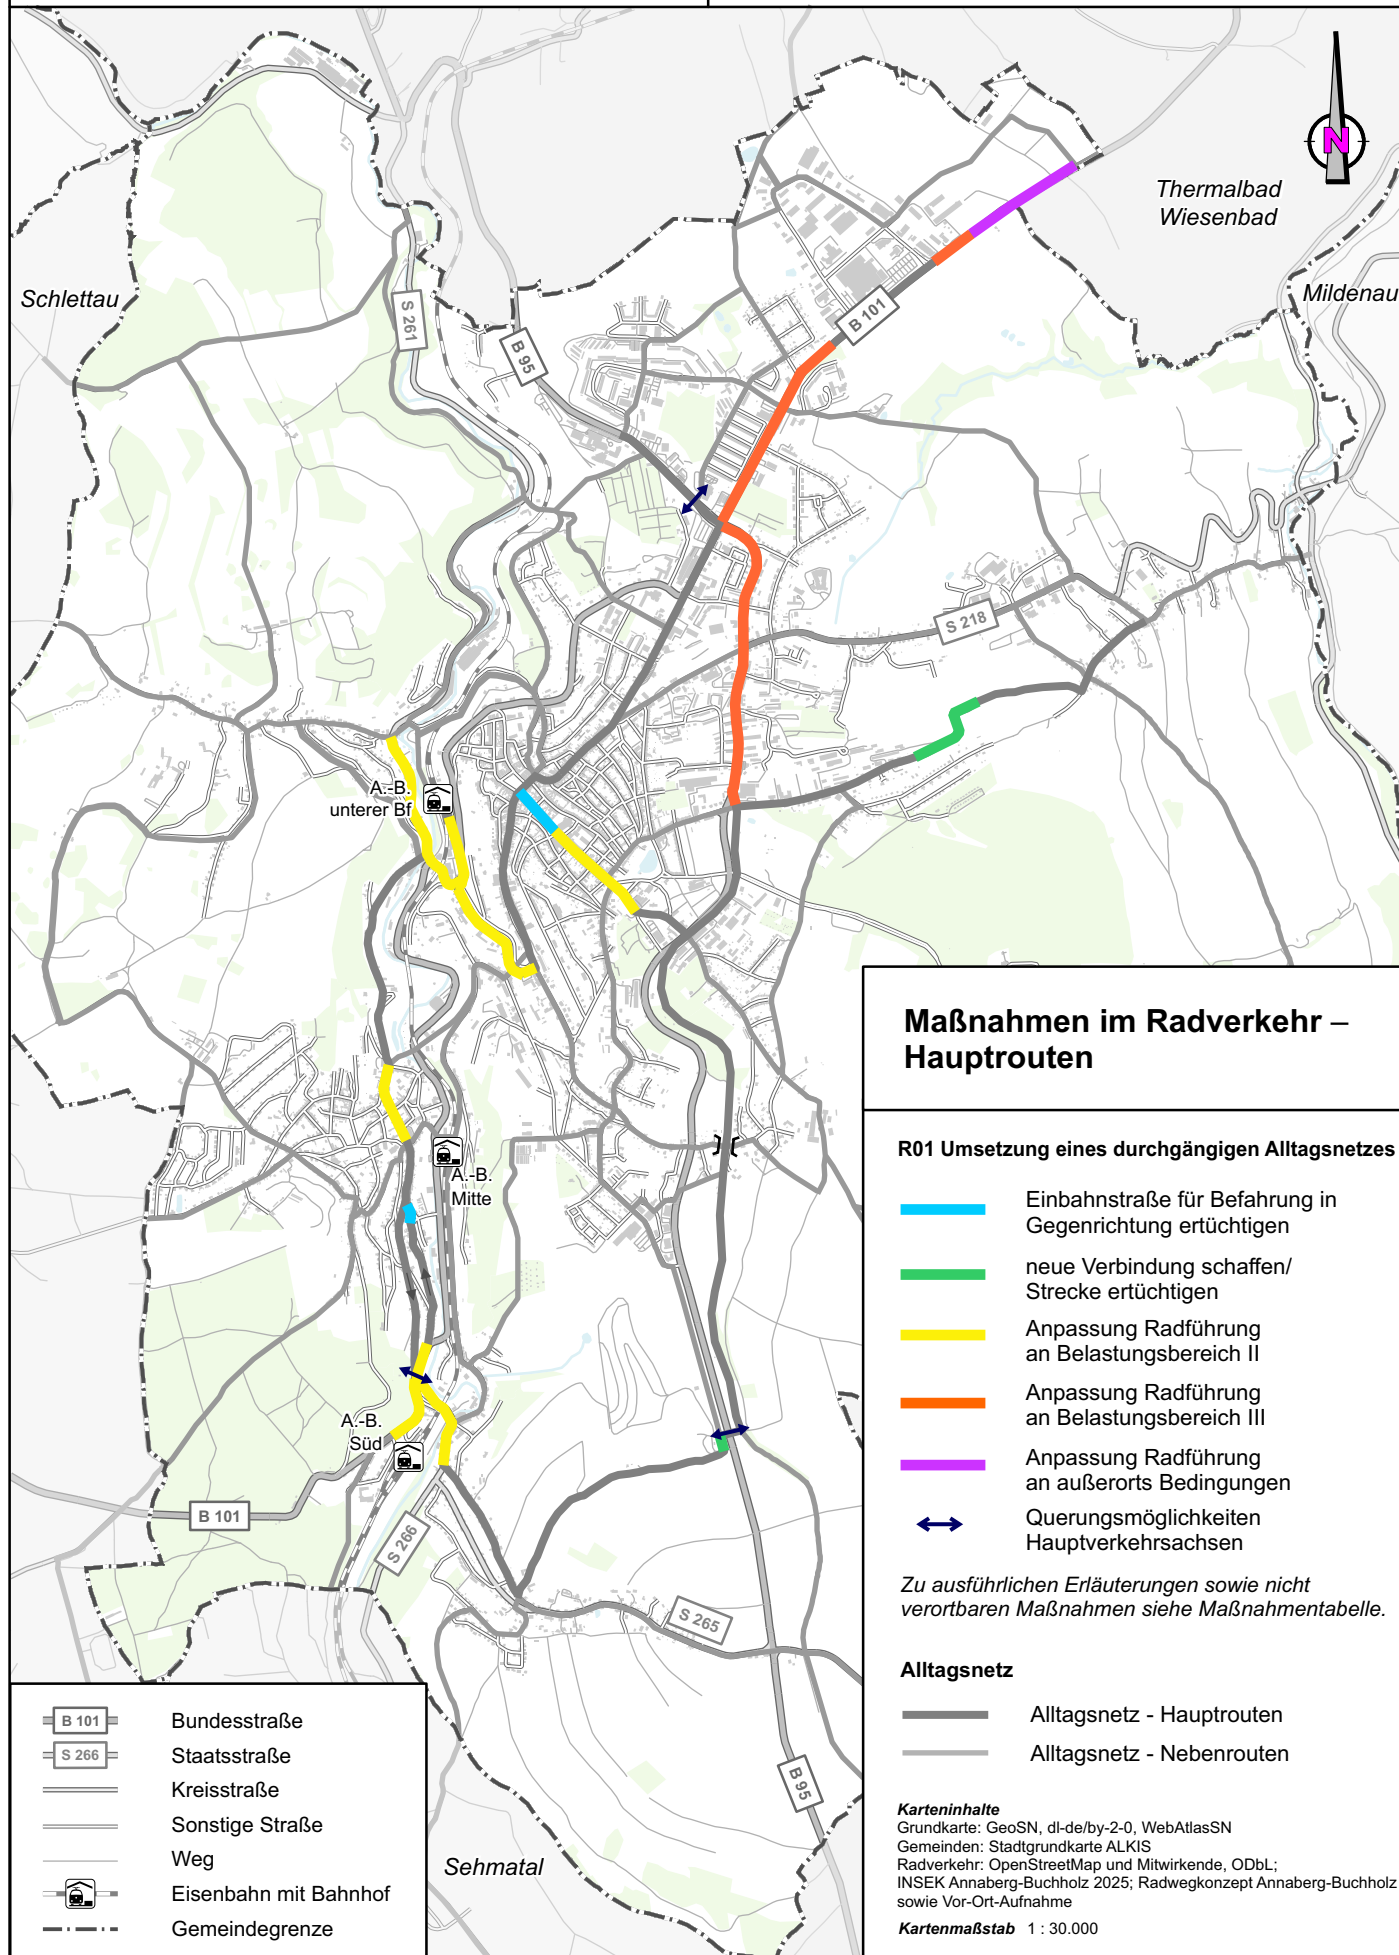 N
Thermalbad
Wiesenbad
Schlettau
Mildenau
S 261
B 95
B 101
S 218
A.-B.
unterer Bf
A.-B.
Mitte
A.-B.
Süd
B 101
S 266
S 265
B 95
Sehmatal
Maßnahmen im Radverkehr –
Hauptrouten
R01 Umsetzung eines durchgängigen Alltagsnetzes
Einbahnstraße für Befahrung in
Gegenrichtung ertüchtigen
neue Verbindung schaffen/
Strecke ertüchtigen
Anpassung Radführung
an Belastungsbereich II
Anpassung Radführung
an Belastungsbereich III
Anpassung Radführung
an außerorts Bedingungen
Querungsmöglichkeiten
Hauptverkehrsachsen
Zu ausführlichen Erläuterungen sowie nicht
verortbaren Maßnahmen siehe Maßnahmentabelle.
Alltagsnetz
Alltagsnetz - Hauptrouten
Alltagsnetz - Nebenrouten
Karteninhalte
Grundkarte: GeoSN, dl-de/by-2-0, WebAtlasSN
Gemeinden: Stadtgrundkarte ALKIS
Radverkehr: OpenStreetMap und Mitwirkende, ODbL;
INSEK Annaberg-Buchholz 2025; Radwegkonzept Annaberg-Buchholz
sowie Vor-Ort-Aufnahme
Kartenmaßstab 1 : 30.000
B 101 Bundesstraße
S 266 Staatsstraße
Kreisstraße
Sonstige Straße
Weg
Eisenbahn mit Bahnhof
Gemeindegrenze